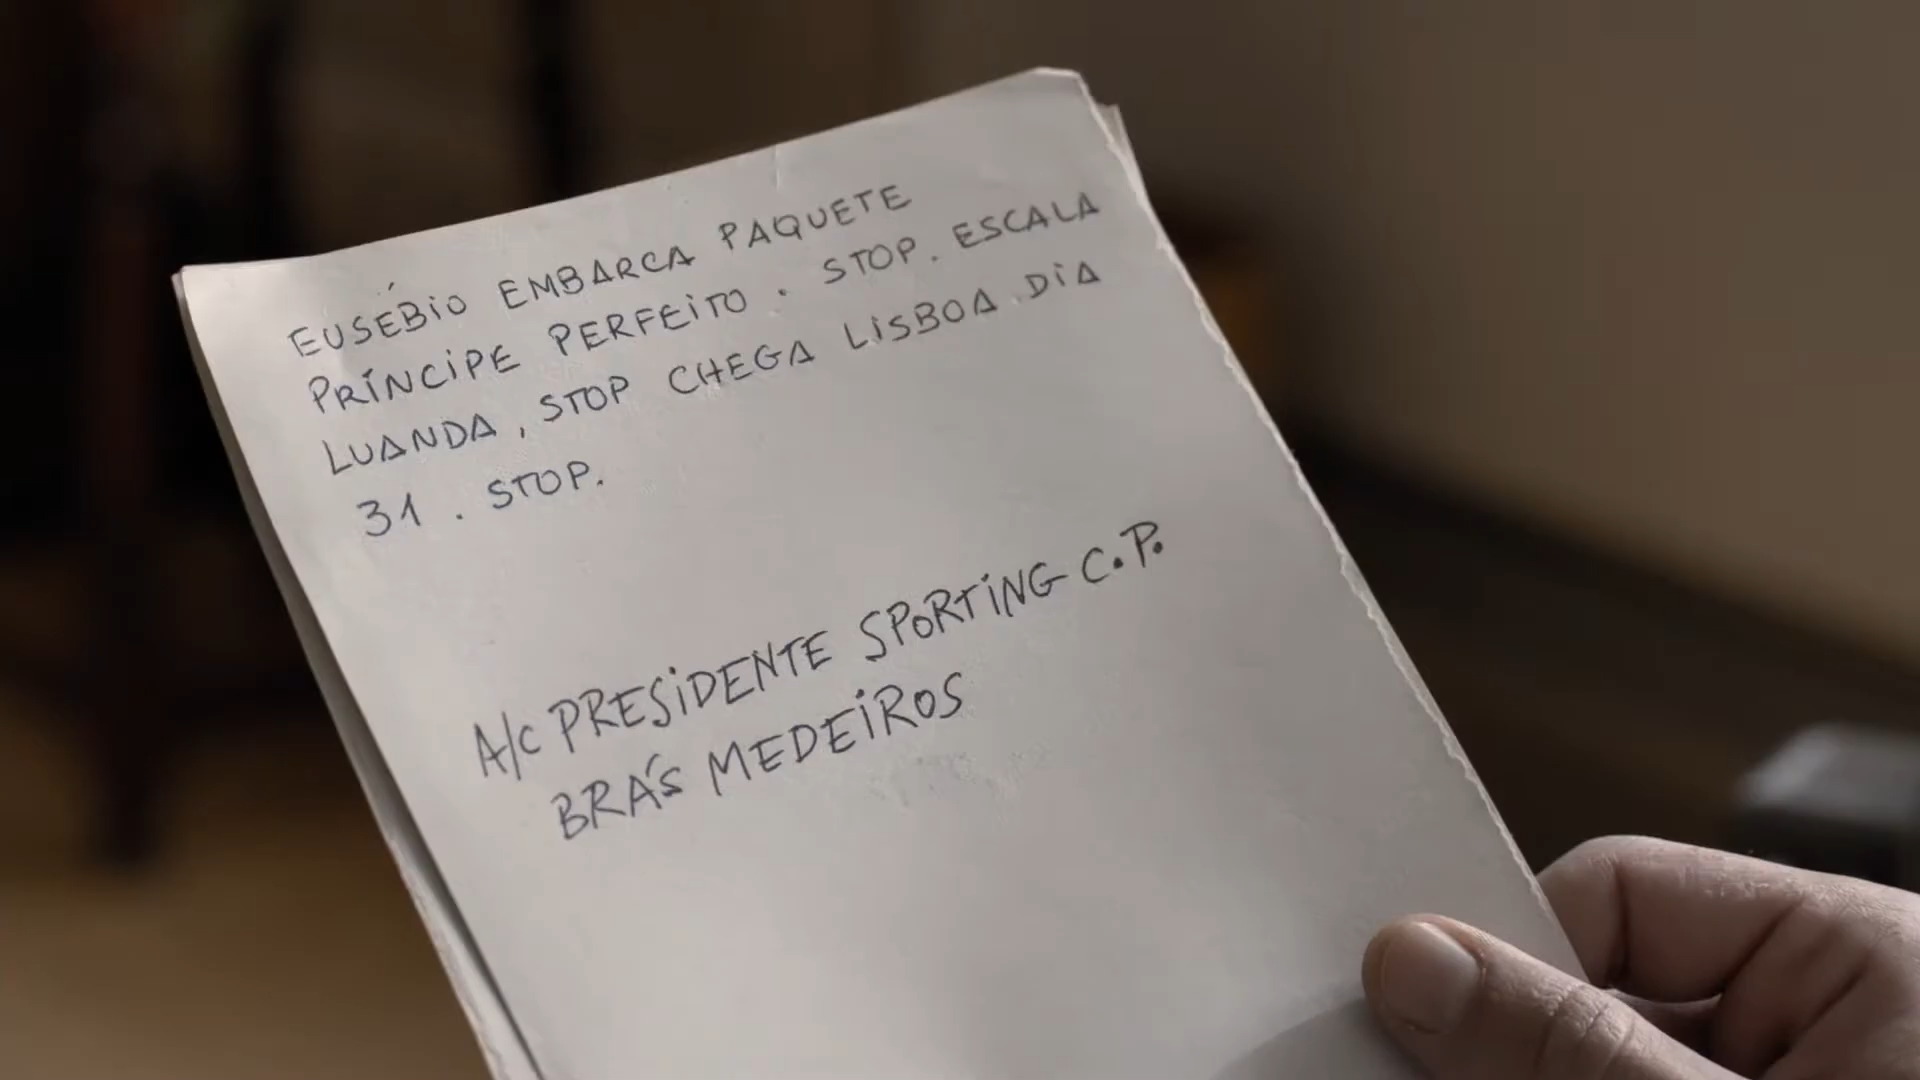 EUSÉBIO EMBARCA PAQUETE
PRÍNCIPE PERFEITO . STOP. ESCALA
LUANDA , STOP CHEGA LISBOA DIA
31 . STOP.
A/C PRESIDENTE SPORTING C.P.
BRÁS MEDEIROS